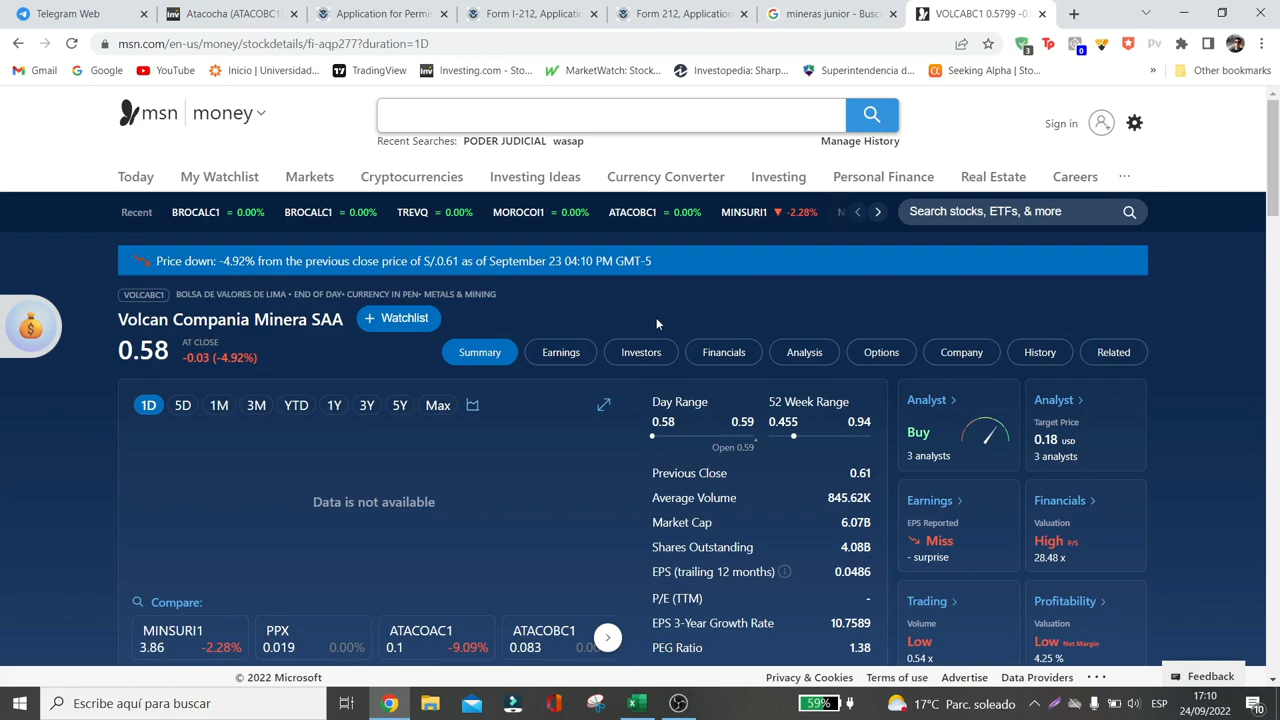 Telegram Web
Atacocha (ATACOBC1)
Application for Permi
Form I-212, Applicatio
Form 212, Application
mineras junior - Busc
VOLCABC1 0.5799 -0.
msn.com/en-us/money/stockdetails/fi-aqp277?duration=1D
3
0
Gmail
Google
YouTube
Inicio | Universidad...
TradingView
Investing.com - Sto...
MarketWatch: Stock...
Investopedia: Sharp...
Superintendencia d...
Seeking Alpha | Sto...
»
Other bookmarks
msn | money
Sign in
Recent Searches: PODER JUDICIAL wasap
Manage History
Today My Watchlist Markets Cryptocurrencies Investing Ideas Currency Converter Investing Personal Finance Real Estate Careers ...
Recent BROCALC1 = 0.00% BROCALC1 = 0.00% TREVQ = 0.00% MOROCOI1 = 0.00% ATACOBC1 = 0.00% MINSURI1 ▼ -2.28% N
Search stocks, ETFs, & more
Price down: -4.92% from the previous close price of S/.0.61 as of September 23 04:10 PM GMT-5
VOLCABC1 BOLSA DE VALORES DE LIMA • END OF DAY• CURRENCY IN PEN• METALS & MINING
Volcan Compania Minera SAA
+ Watchlist
0.58
AT CLOSE
-0.03 (-4.92%)
Summary Earnings Investors Financials Analysis Options Company History Related
1D 5D 1M 3M YTD 1Y 3Y 5Y Max
Data is not available
Compare:
MINSURI1
3.86 -2.28%
PPX
0.019 0.00%
ATACOAC1
0.1 -9.09%
ATACOBC1
0.083 0.00
Day Range
0.58 0.59
Open 0.59
52 Week Range
0.455 0.94
Previous Close 0.61
Average Volume 845.62K
Market Cap 6.07B
Shares Outstanding 4.08B
EPS (trailing 12 months) 0.0486
P/E (TTM) -
EPS 3-Year Growth Rate 10.7589
PEG Ratio 1.38
Analyst >
Buy
3 analysts
Analyst >
Target Price
0.18 USD
3 analysts
Earnings >
EPS Reported
Miss
- surprise
Financials >
Valuation
High P/S
28.48 x
Trading >
Volume
Low
0.54 x
Profitability >
Valuation
Low Net Margin
4.25 %
© 2022 Microsoft
Privacy & Cookies Terms of use Advertise Data Providers ...
Feedback
Escribe aquí para buscar
59%
17°C Parc. soleado
ESP
17:10
24/09/2022
10